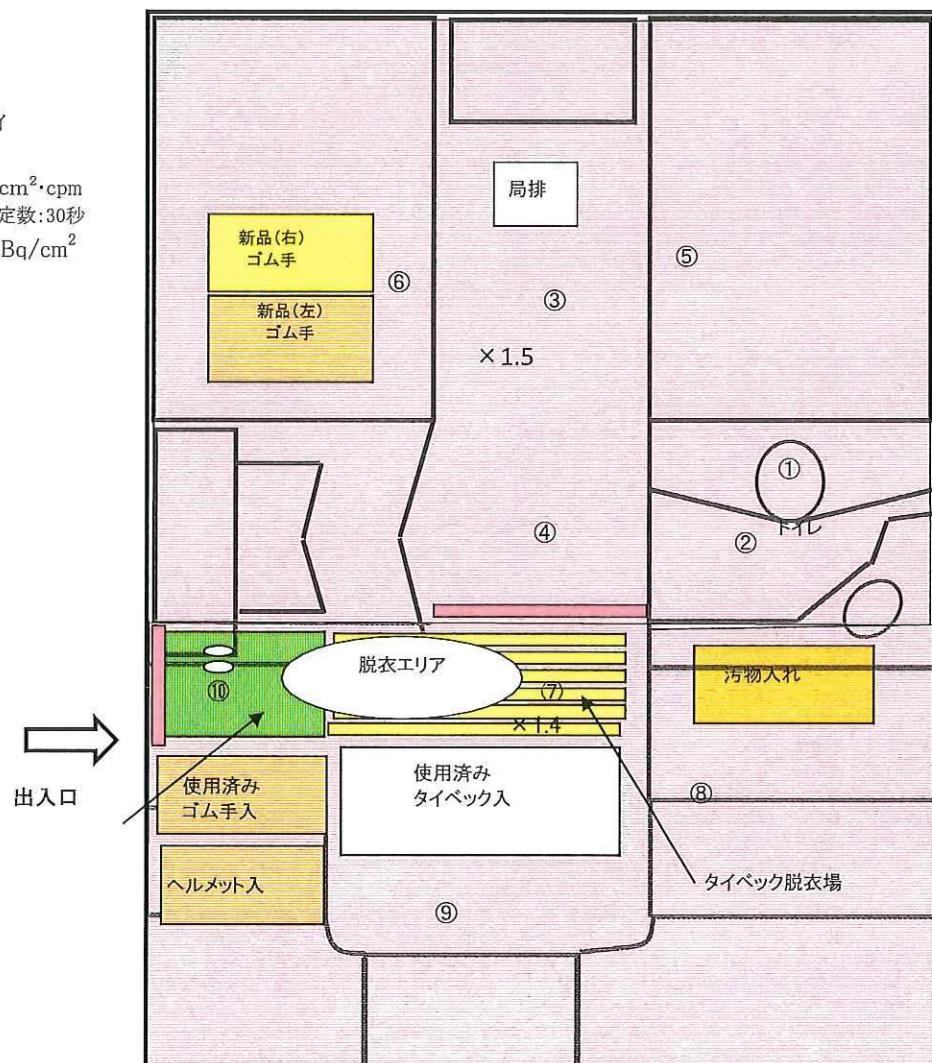 イ
cm²・cpm
定数:30秒
Bq/cm²
局排
新品(右)
ゴム手
⑥
⑤
新品(左)
ゴム手
③
×1.5
①
トイレ
④
②
脱衣エリア
⑩
(7)
×1.4
汚物入れ
出入口
使用済み
ゴム手入
使用済み
タイベック入
⑧
ヘルメット入
タイベック脱衣場
⑨